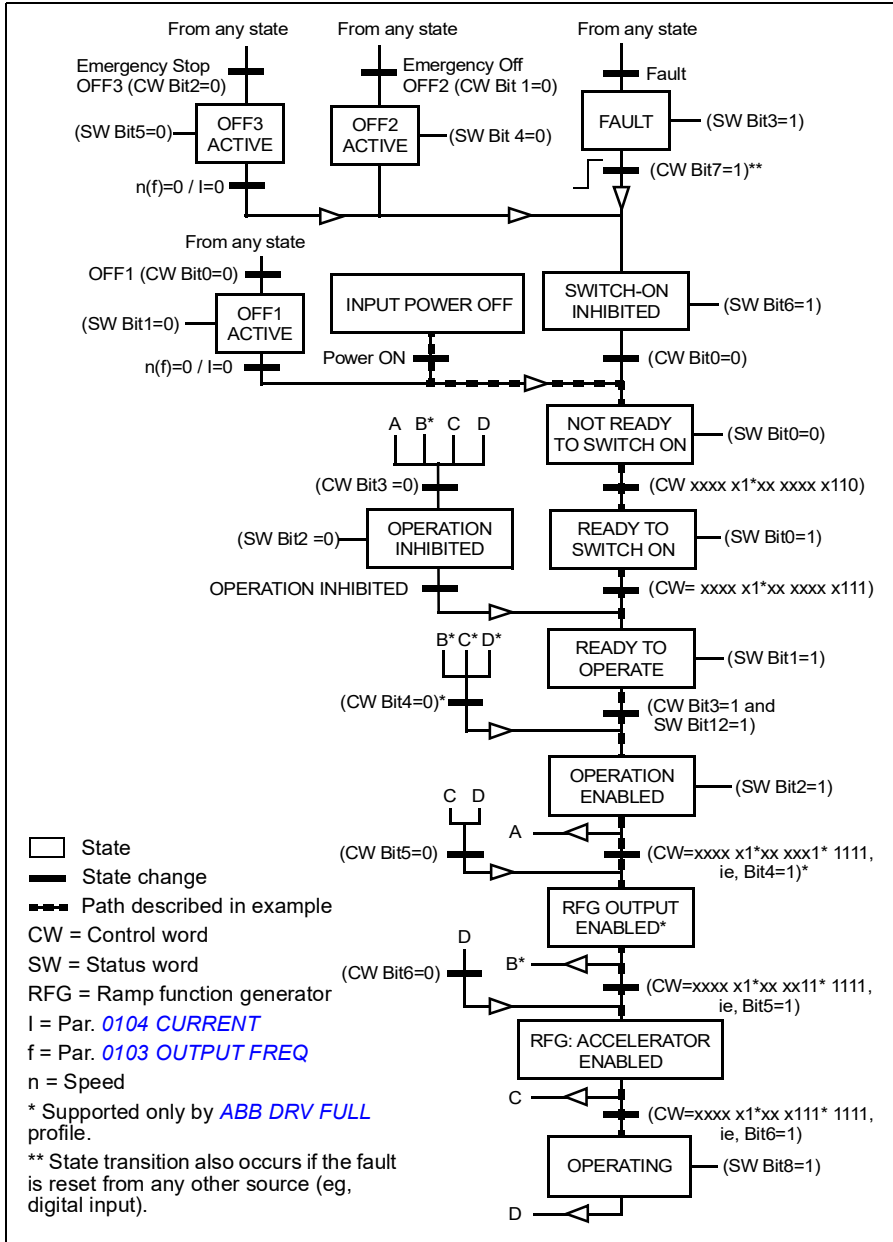 From any state
From any state
From any state
Emergency Stop
OFF3 (CW Bit2=0)
Emergency Off
OFF2 (CW Bit 1=0)
Fault
(SW Bit5=0)
OFF3
ACTIVE
OFF2
ACTIVE
(SW Bit 4=0)
FAULT
(SW Bit3=1)
n(f)=0 / I=0
(CW Bit7=1)**
From any state
OFF1 (CW Bit0=0)
(SW Bit1=0)
OFF1
ACTIVE
INPUT POWER OFF
SWITCH-ON
INHIBITED
(SW Bit6=1)
n(f)=0 / I=0
Power ON
(CW Bit0=0)
A B* C D
NOT READY
TO SWITCH ON
(SW Bit0=0)
(CW Bit3 =0)
(CW xxxx x1*xx xxxx x110)
(SW Bit2 =0)
OPERATION
INHIBITED
READY TO
SWITCH ON
(SW Bit0=1)
OPERATION INHIBITED
(CW= xxxx x1*xx xxxx x111)
B* C* D*
READY TO
OPERATE
(SW Bit1=1)
(CW Bit4=0)*
(CW Bit3=1 and
SW Bit12=1)
OPERATION
ENABLED
(SW Bit2=1)
C D
A
(CW Bit5=0)
(CW=xxxx x1*xx xxx1* 1111,
ie, Bit4=1)*
RFG OUTPUT
ENABLED*
D
B*
(CW Bit6=0)
(CW=xxxx x1*xx xx11* 1111,
ie, Bit5=1)
RFG: ACCELERATOR
ENABLED
C
(CW=xxxx x1*xx x111* 1111,
ie, Bit6=1)
OPERATING
(SW Bit8=1)
D
State
State change
Path described in example
CW = Control word
SW = Status word
RFG = Ramp function generator
I = Par. 0104 CURRENT
f = Par. 0103 OUTPUT FREQ
n = Speed
* Supported only by ABB DRV FULL
profile.
** State transition also occurs if the fault
is reset from any other source (eg,
digital input).